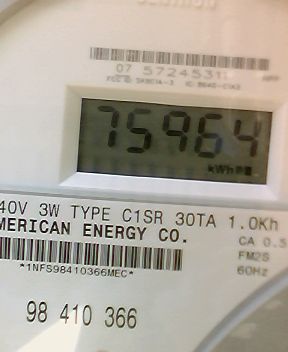 07 57245311
75964
kWh
40V 3W TYPE C1SR 30TA 1.0Kh
MERICAN ENERGY CO.
CA 0.5
*1NFS98410366MEC*
FM2S
60Hz
98 410 366